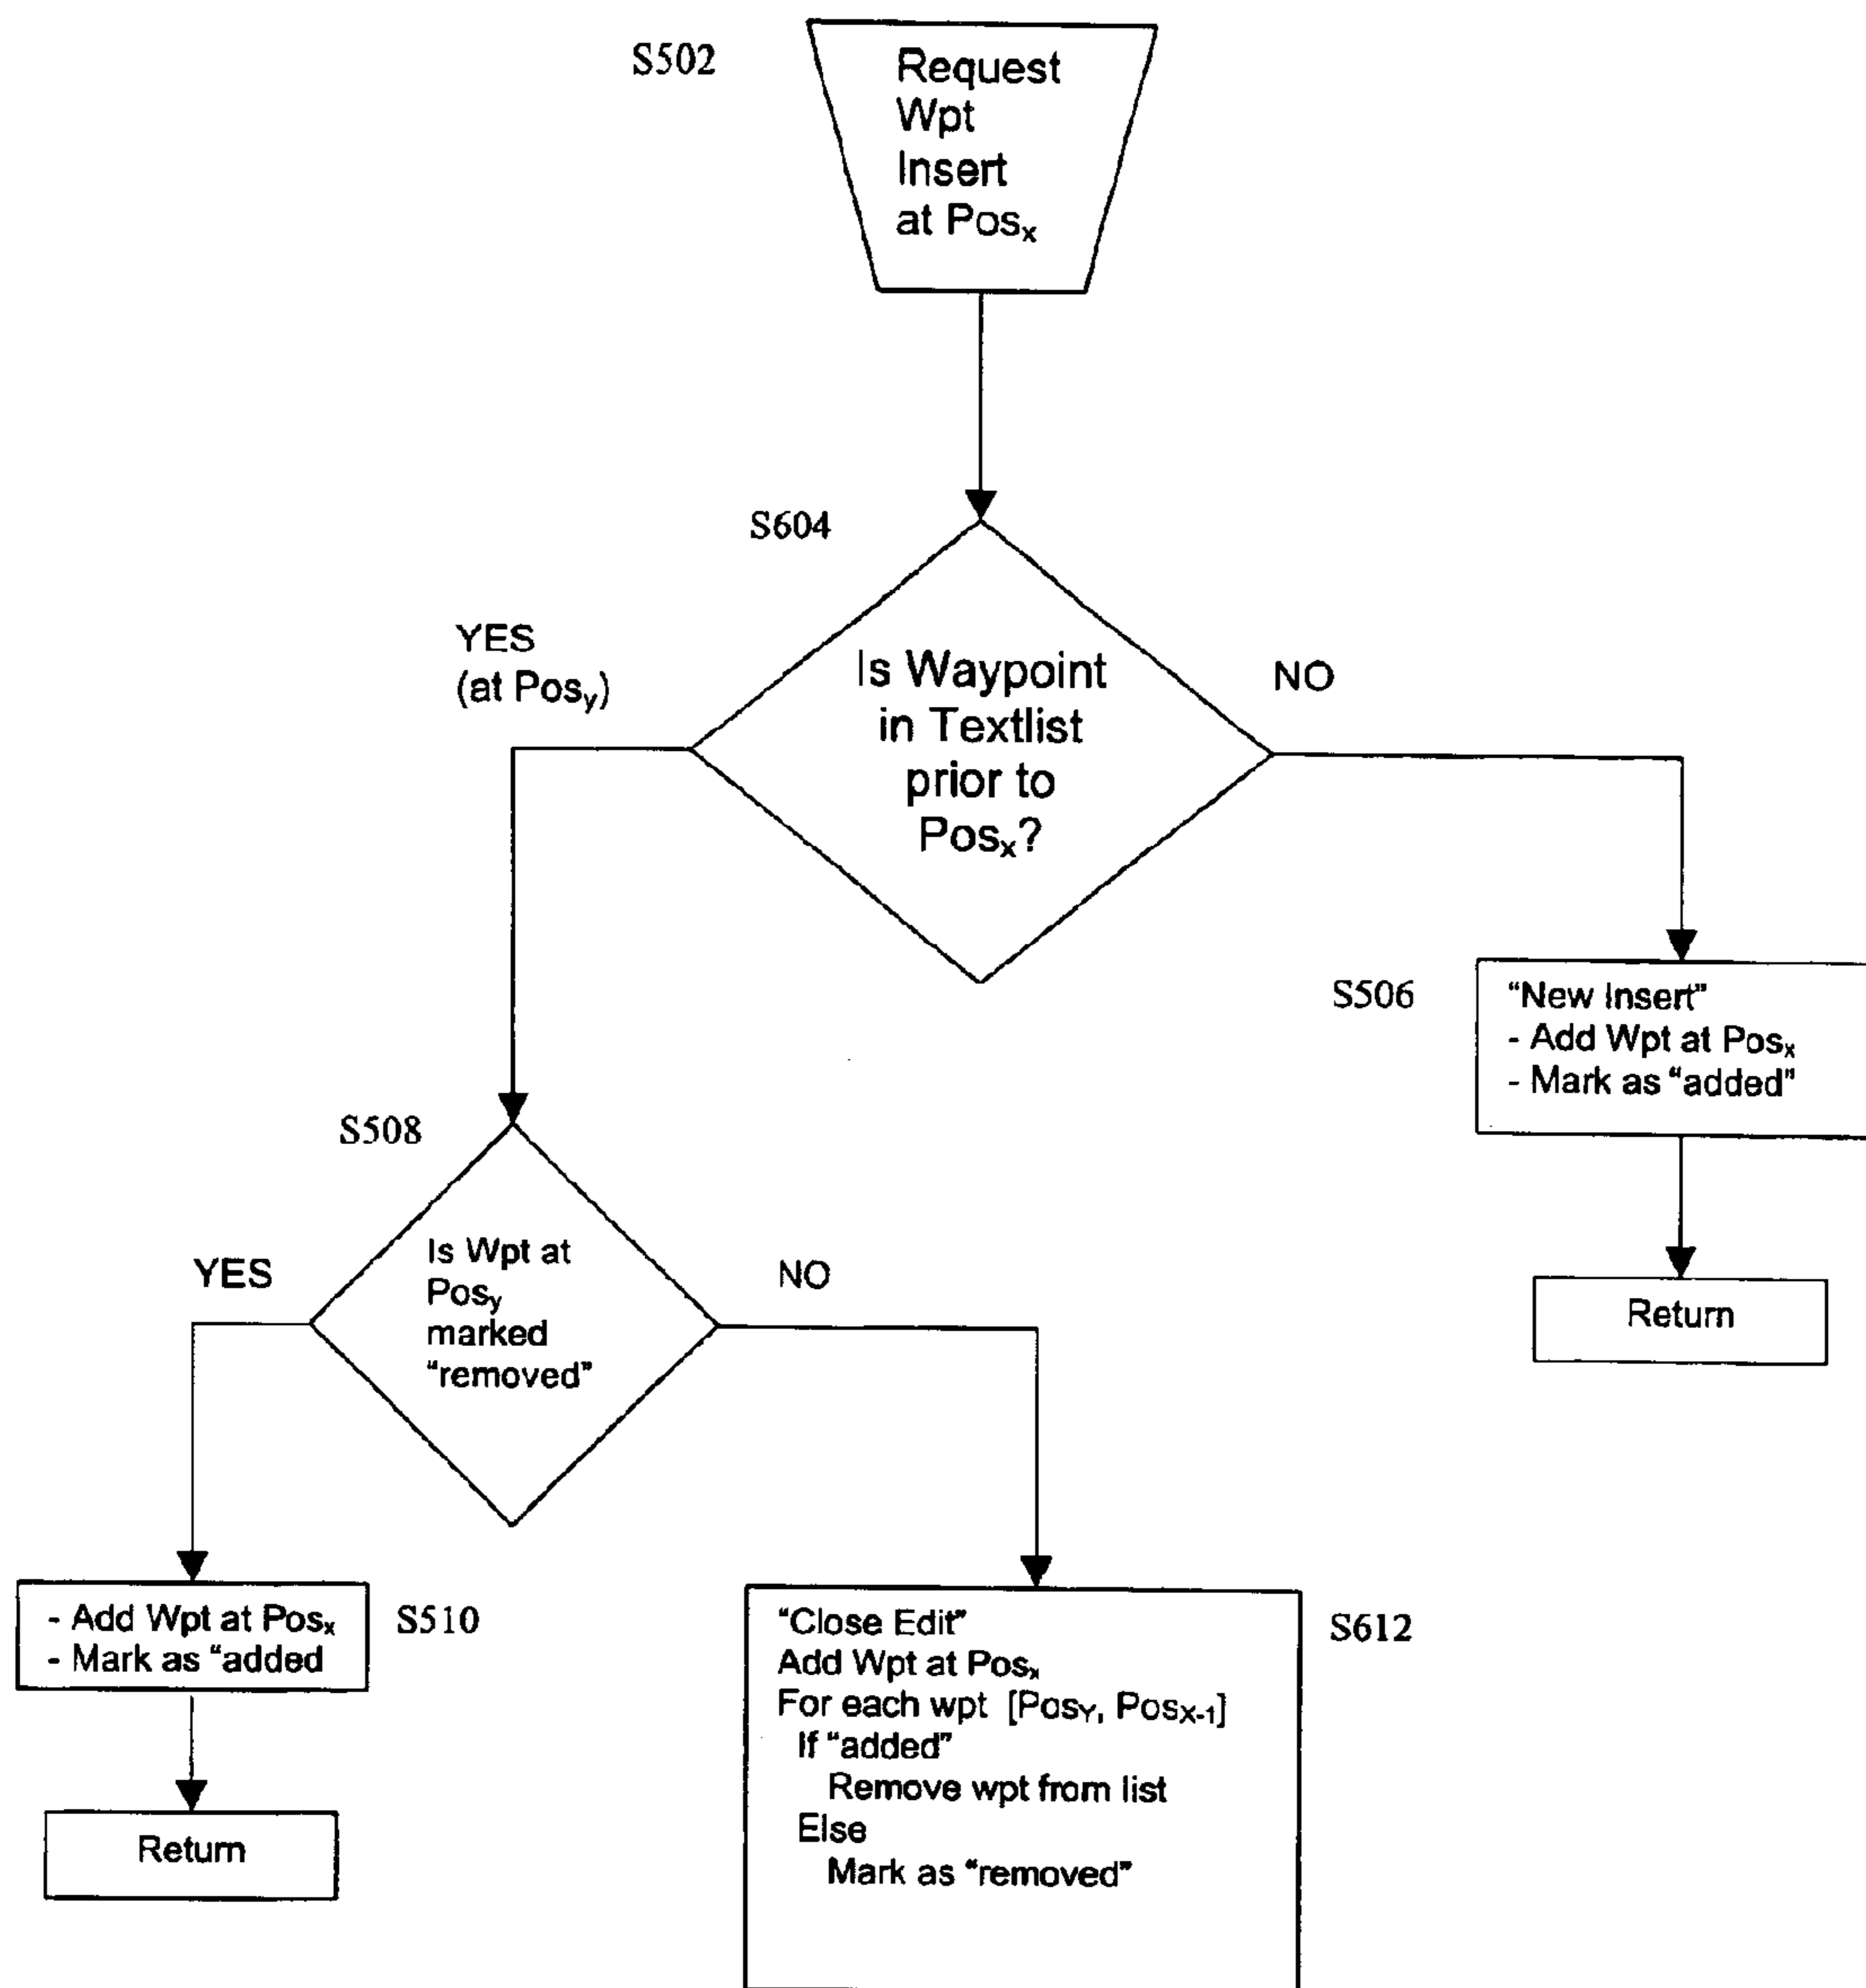 S502
Request
Wpt
Insert
at Posx
S604
YES
(at Posy)
Is Waypoint
in Textlist
prior to
Posx?
NO
S506
"New Insert"
- Add Wpt at Posx
- Mark as "added"
Return
S508
YES
Is Wpt at
Posy
marked
"removed"
NO
- Add Wpt at Posx
- Mark as "added
S510
Return
"Close Edit"
Add Wpt at Posx
For each wpt [PosY, PosX-1]
If "added"
Remove wpt from list
Else
Mark as "removed"
S612